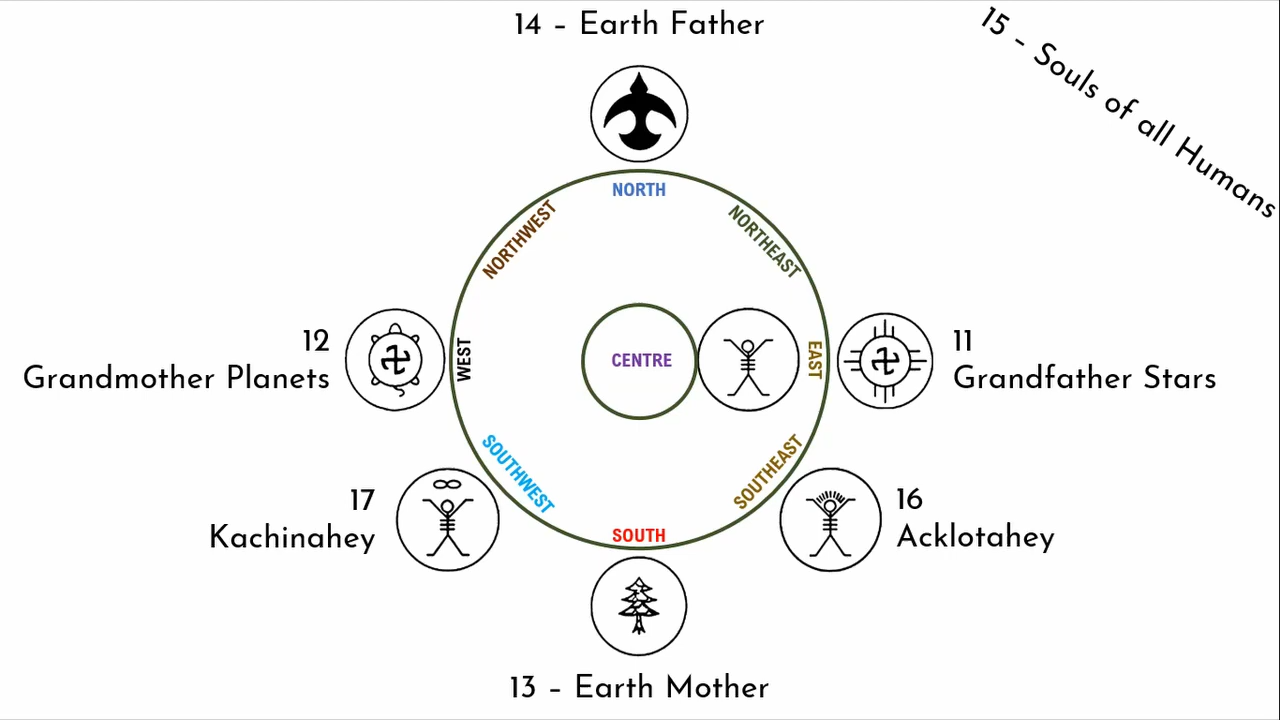 14 – Earth Father
15 – Souls of all Humans
NORTH
NORTHWEST
NORTHEAST
12
Grandmother Planets
WEST
CENTRE
EAST
11
Grandfather Stars
SOUTHWEST
SOUTHEAST
17
Kachinahey
16
Acklotahey
SOUTH
13 – Earth Mother